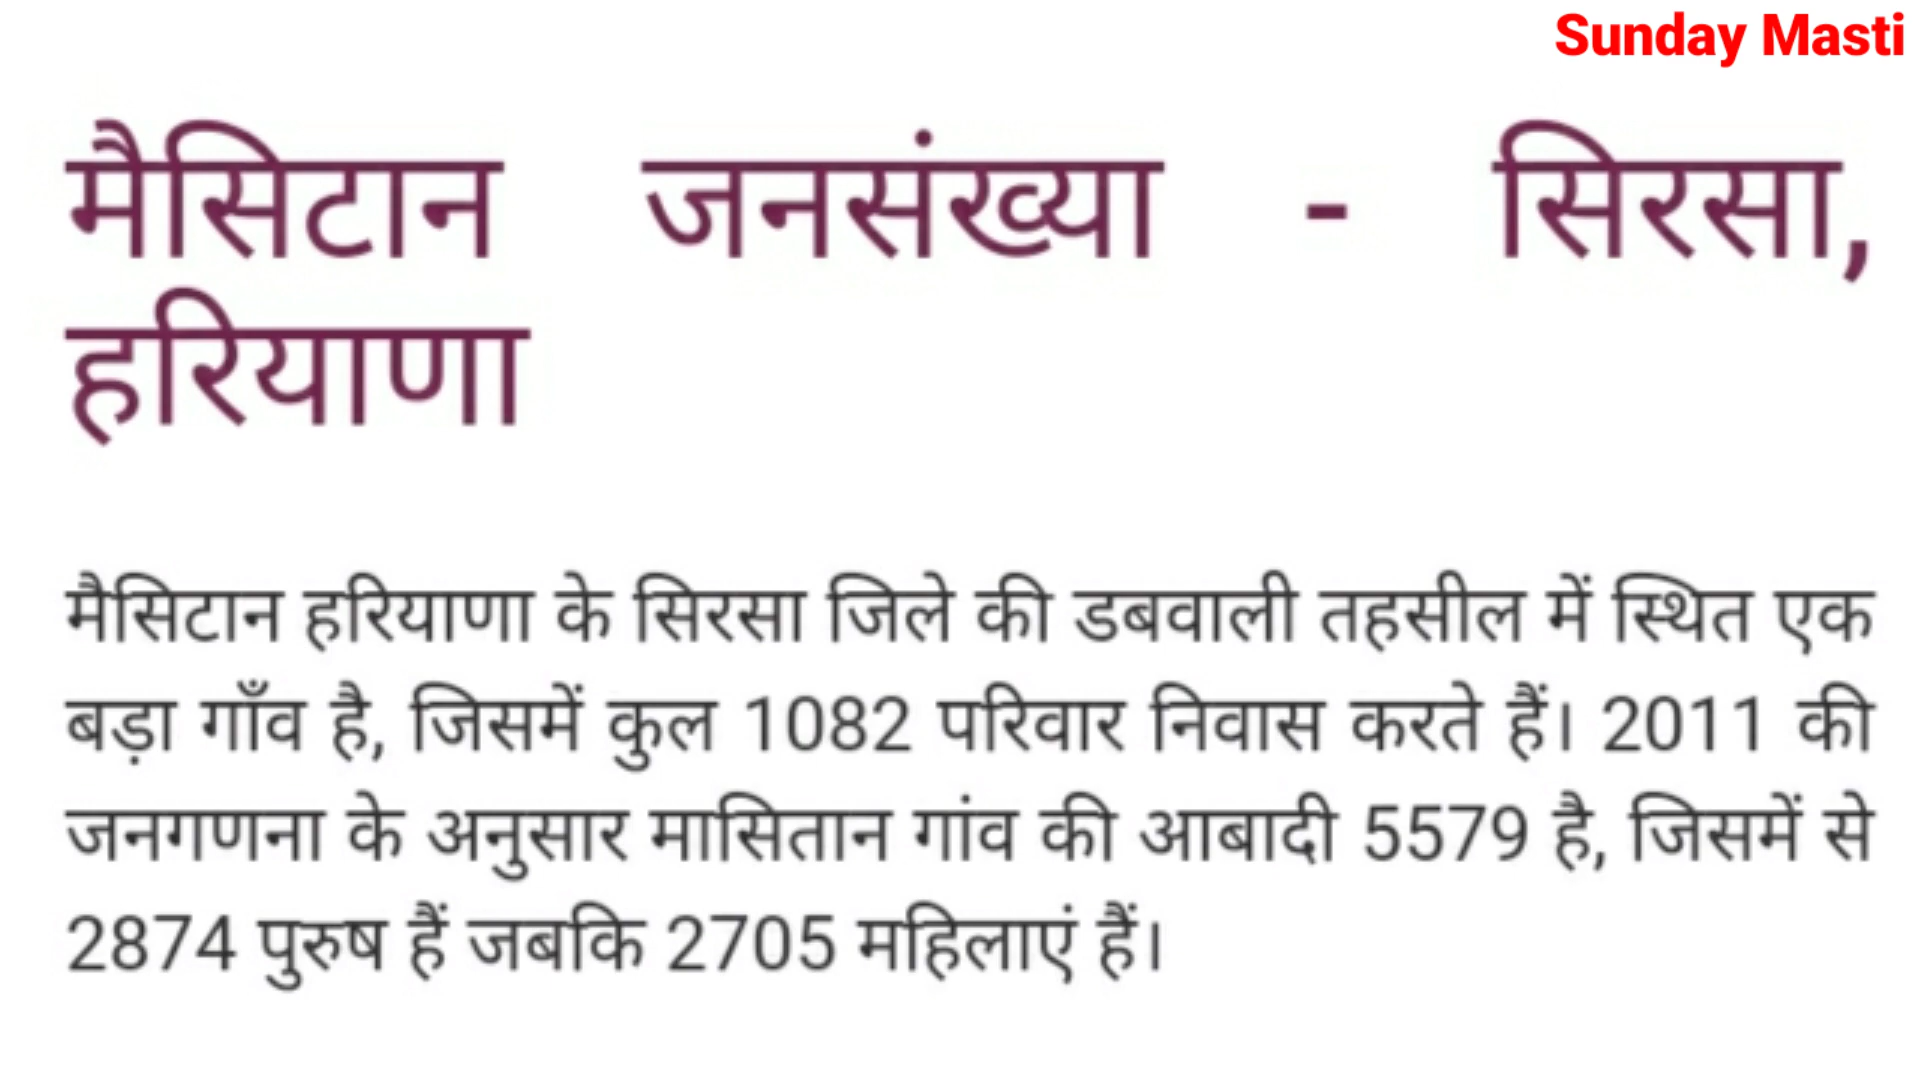 Sunday Masti
मैसिटान जनसंख्या - सिरसा,
हरियाणा
मैसिटान हरियाणा के सिरसा जिले की डबवाली तहसील में स्थित एक
बड़ा गाँव है, जिसमें कुल 1082 परिवार निवास करते हैं। 2011 की
जनगणना के अनुसार मासितान गांव की आबादी 5579 है, जिसमें से
2874 पुरुष हैं जबकि 2705 महिलाएं हैं।